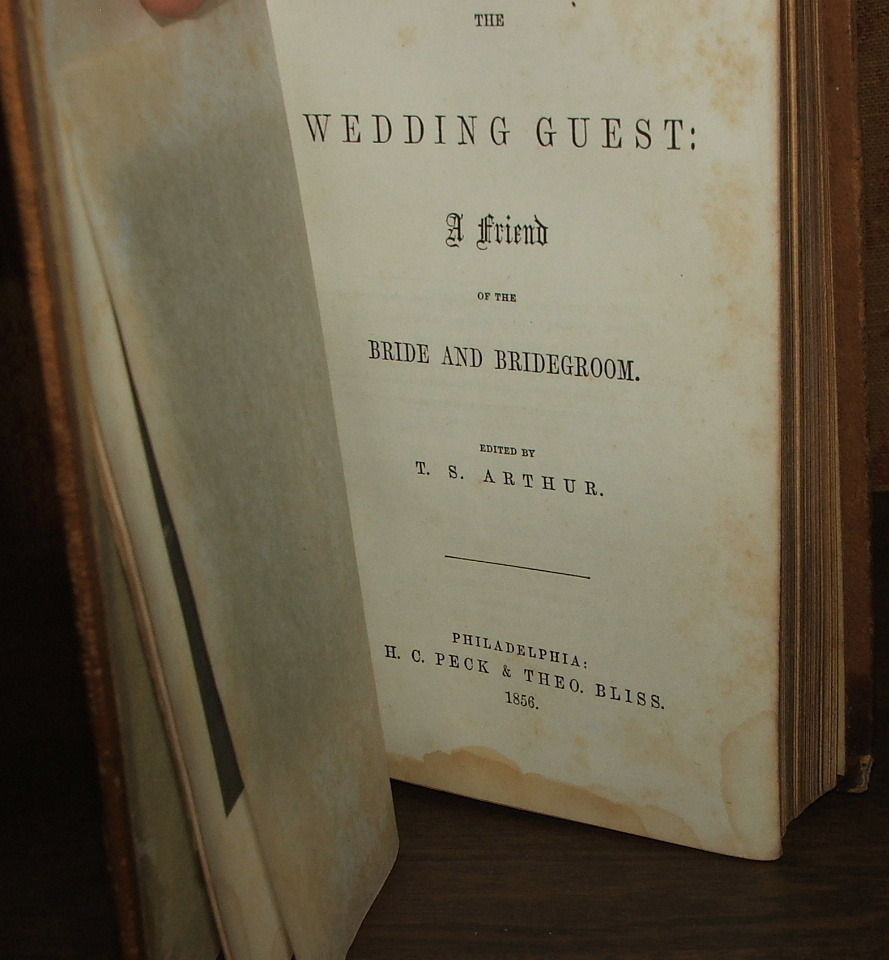 THE
WEDDING GUEST:
A Friend
OF THE
BRIDE AND BRIDEGROOM.
EDITED BY
T. S. ARTHUR.
PHILADELPHIA:
H. C. PECK & THEO. BLISS.
1856.